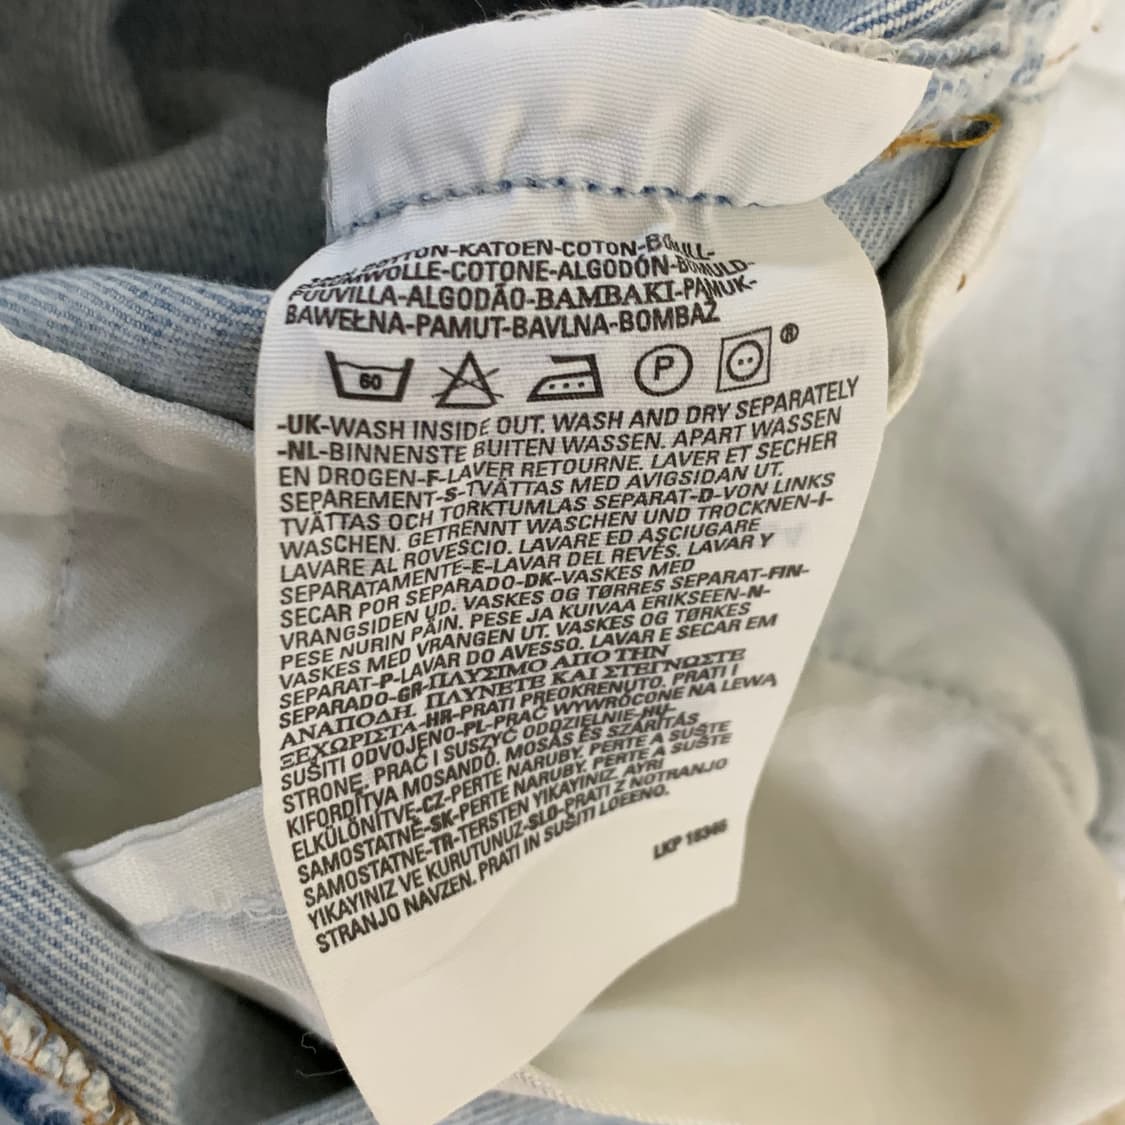 COTTON-KATOEN-COTON-BOMULL-
BAUMWOLLE-COTONE-ALGODÓN-BOMULD-
PUUVILLA-ALGODÃO-BAMBAKI-PAMUK-
BAWEŁNA-PAMUT-BAVLNA-BOMBAŽ
60 P ®
-UK-WASH INSIDE OUT. WASH AND DRY SEPARATELY
-NL-BINNENSTE BUITEN WASSEN. APART WASSEN
EN DROGEN-F-LAVER RETOURNE. LAVER ET SECHER
SEPAREMENT-S-TVÄTTAS MED AVIGSIDAN UT.
TVÄTTAS OCH TORKTUMLAS SEPARAT-D-VON LINKS
WASCHEN. GETRENNT WASCHEN UND TROCKNEN-I-
LAVARE AL ROVESCIO. LAVARE ED ASCIUGARE
SEPARATAMENTE-E-LAVAR DEL REVÉS. LAVAR Y
SECAR POR SEPARADO-DK-VASKES MED
VRANGSIDEN UD. VASKES OG TØRRES SEPARAT-FIN-
PESE NURIN PÄIN. PESE JA KUIVAA ERIKSEEN-N-
VASKES MED VRANGEN UT. VASKES OG TØRKES
SEPARAT-P-LAVAR DO AVESSO. LAVAR E SECAR EM
SEPARADO-GR-ΠΛΥΣΙΜΟ ΑΠΟ ΤΗΝ
ΑΝΑΠΟΔΗ. ΠΛΥΝΕΤΕ ΚΑΙ ΣΤΕΓΝΩΣΤΕ
ΞΕΧΩΡΙΣΤΑ-HR-PRATI PREOKRENUTO. PRATI I
SUŠITI ODVOJENO-PL-PRAĆ WYWRÓCONE NA LEWĄ
STRONĘ. PRAĆ I SUSZYĆ ODDZIELNIE-HU-
KIFORDÍTVA MOSANDÓ. MOSÁS ÉS SZÁRÍTÁS
ELKÜLÖNÍTVE-CZ-PERTE NARUBY. PERTE A SUŠTE
SAMOSTATNĚ-SK-PERTE NARUBY. PERTE A SUŠTE
SAMOSTATNE-TR-TERSTEN YIKAYINIZ. AYRI
YIKAYINIZ VE KURUTUNUZ-SLO-PRATI Z NOTRANJO
STRANJO NAVZEN. PRATI IN SUŠITI LOEENO.
LKP